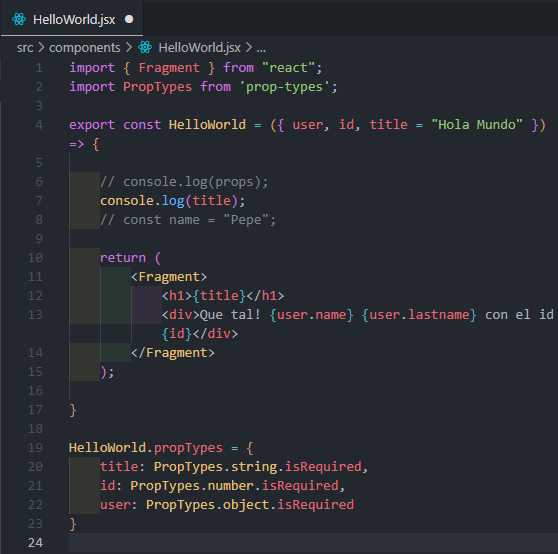 HelloWorld.jsx
src > components > HelloWorld.jsx > ...
1 import { Fragment } from "react";
2 import PropTypes from 'prop-types';
3
4 export const HelloWorld = ({ user, id, title = "Hola Mundo" })
=> {
5
6 // console.log(props);
7 console.log(title);
8 // const name = "Pepe";
9
10 return (
11 <Fragment>
12 <h1>{title}</h1>
13 <div>Que tal! {user.name} {user.lastname} con el id
{id}</div>
14 </Fragment>
15 );
16
17 }
18
19 HelloWorld.propTypes = {
20 title: PropTypes.string.isRequired,
21 id: PropTypes.number.isRequired,
22 user: PropTypes.object.isRequired
23 }
24